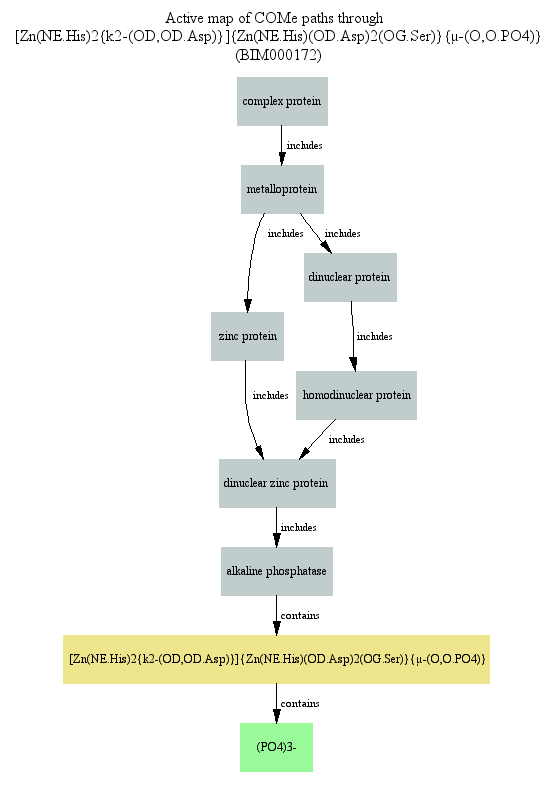 Active map of COMe paths through
[Zn(NE.His)2{k2-(OD,OD.Asp)}]{Zn(NE.His)(OD.Asp)2(OG.Ser)}{μ-(O,O.PO4)}
(BIM000172)
complex protein
includes
metalloprotein
includes
includes
dinuclear protein
zinc protein
includes
includes
homodinuclear protein
includes
dinuclear zinc protein
includes
alkaline phosphatase
contains
[Zn(NE.His)2{k2-(OD,OD.Asp)}]{Zn(NE.His)(OD.Asp)2(OG.Ser)}{μ-(O,O.PO4)}
contains
(PO4)3-